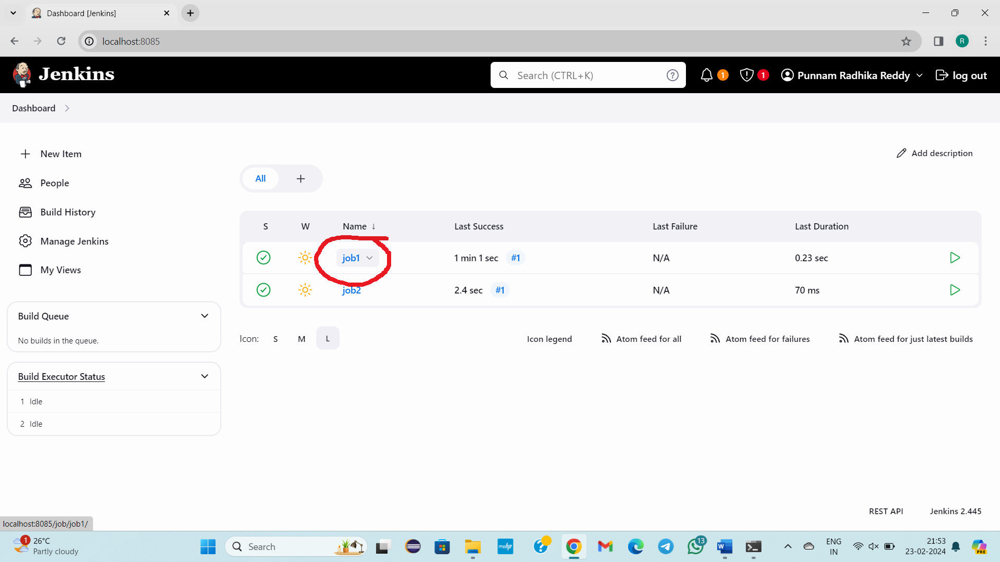 Dashboard [Jenkins]
localhost:8085
R
Jenkins
Search (CTRL+K)
?
1
1
Punnam Radhika Reddy
log out
Dashboard
New Item
People
Build History
Manage Jenkins
My Views
Add description
All
+
S W Name ↓ Last Success Last Failure Last Duration
job1 1 min 1 sec #1 N/A 0.23 sec
job2 2.4 sec #1 N/A 70 ms
Icon: S M L
Icon legend Atom feed for all Atom feed for failures Atom feed for just latest builds
Build Queue
No builds in the queue.
Build Executor Status
1 Idle
2 Idle
REST API Jenkins 2.445
localhost:8085/job/job1/
1
26°C
Partly cloudy
Search
myhp
?
13
W
ENG
IN
21:53
23-02-2024
PRE